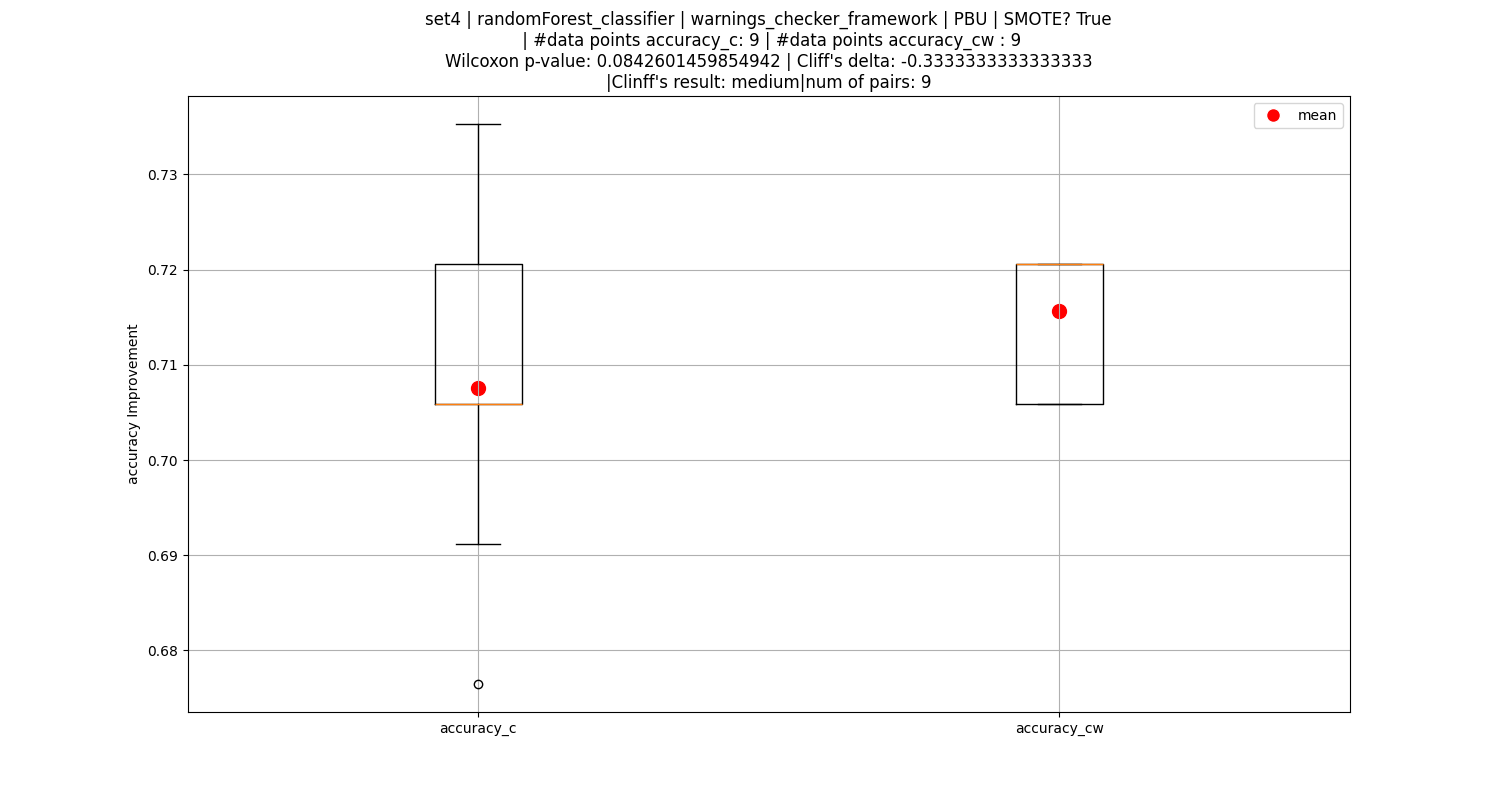 set4 | randomForest_classifier | warnings_checker_framework | PBU | SMOTE? True
| #data points accuracy_c: 9 | #data points accuracy_cw : 9
Wilcoxon p-value: 0.0842601459854942 | Cliff's delta: -0.3333333333333333
|Clinff's result: medium|num of pairs: 9
mean
0.73
0.72
0.71
0.70
0.69
0.68
accuracy Improvement
accuracy_c
accuracy_cw